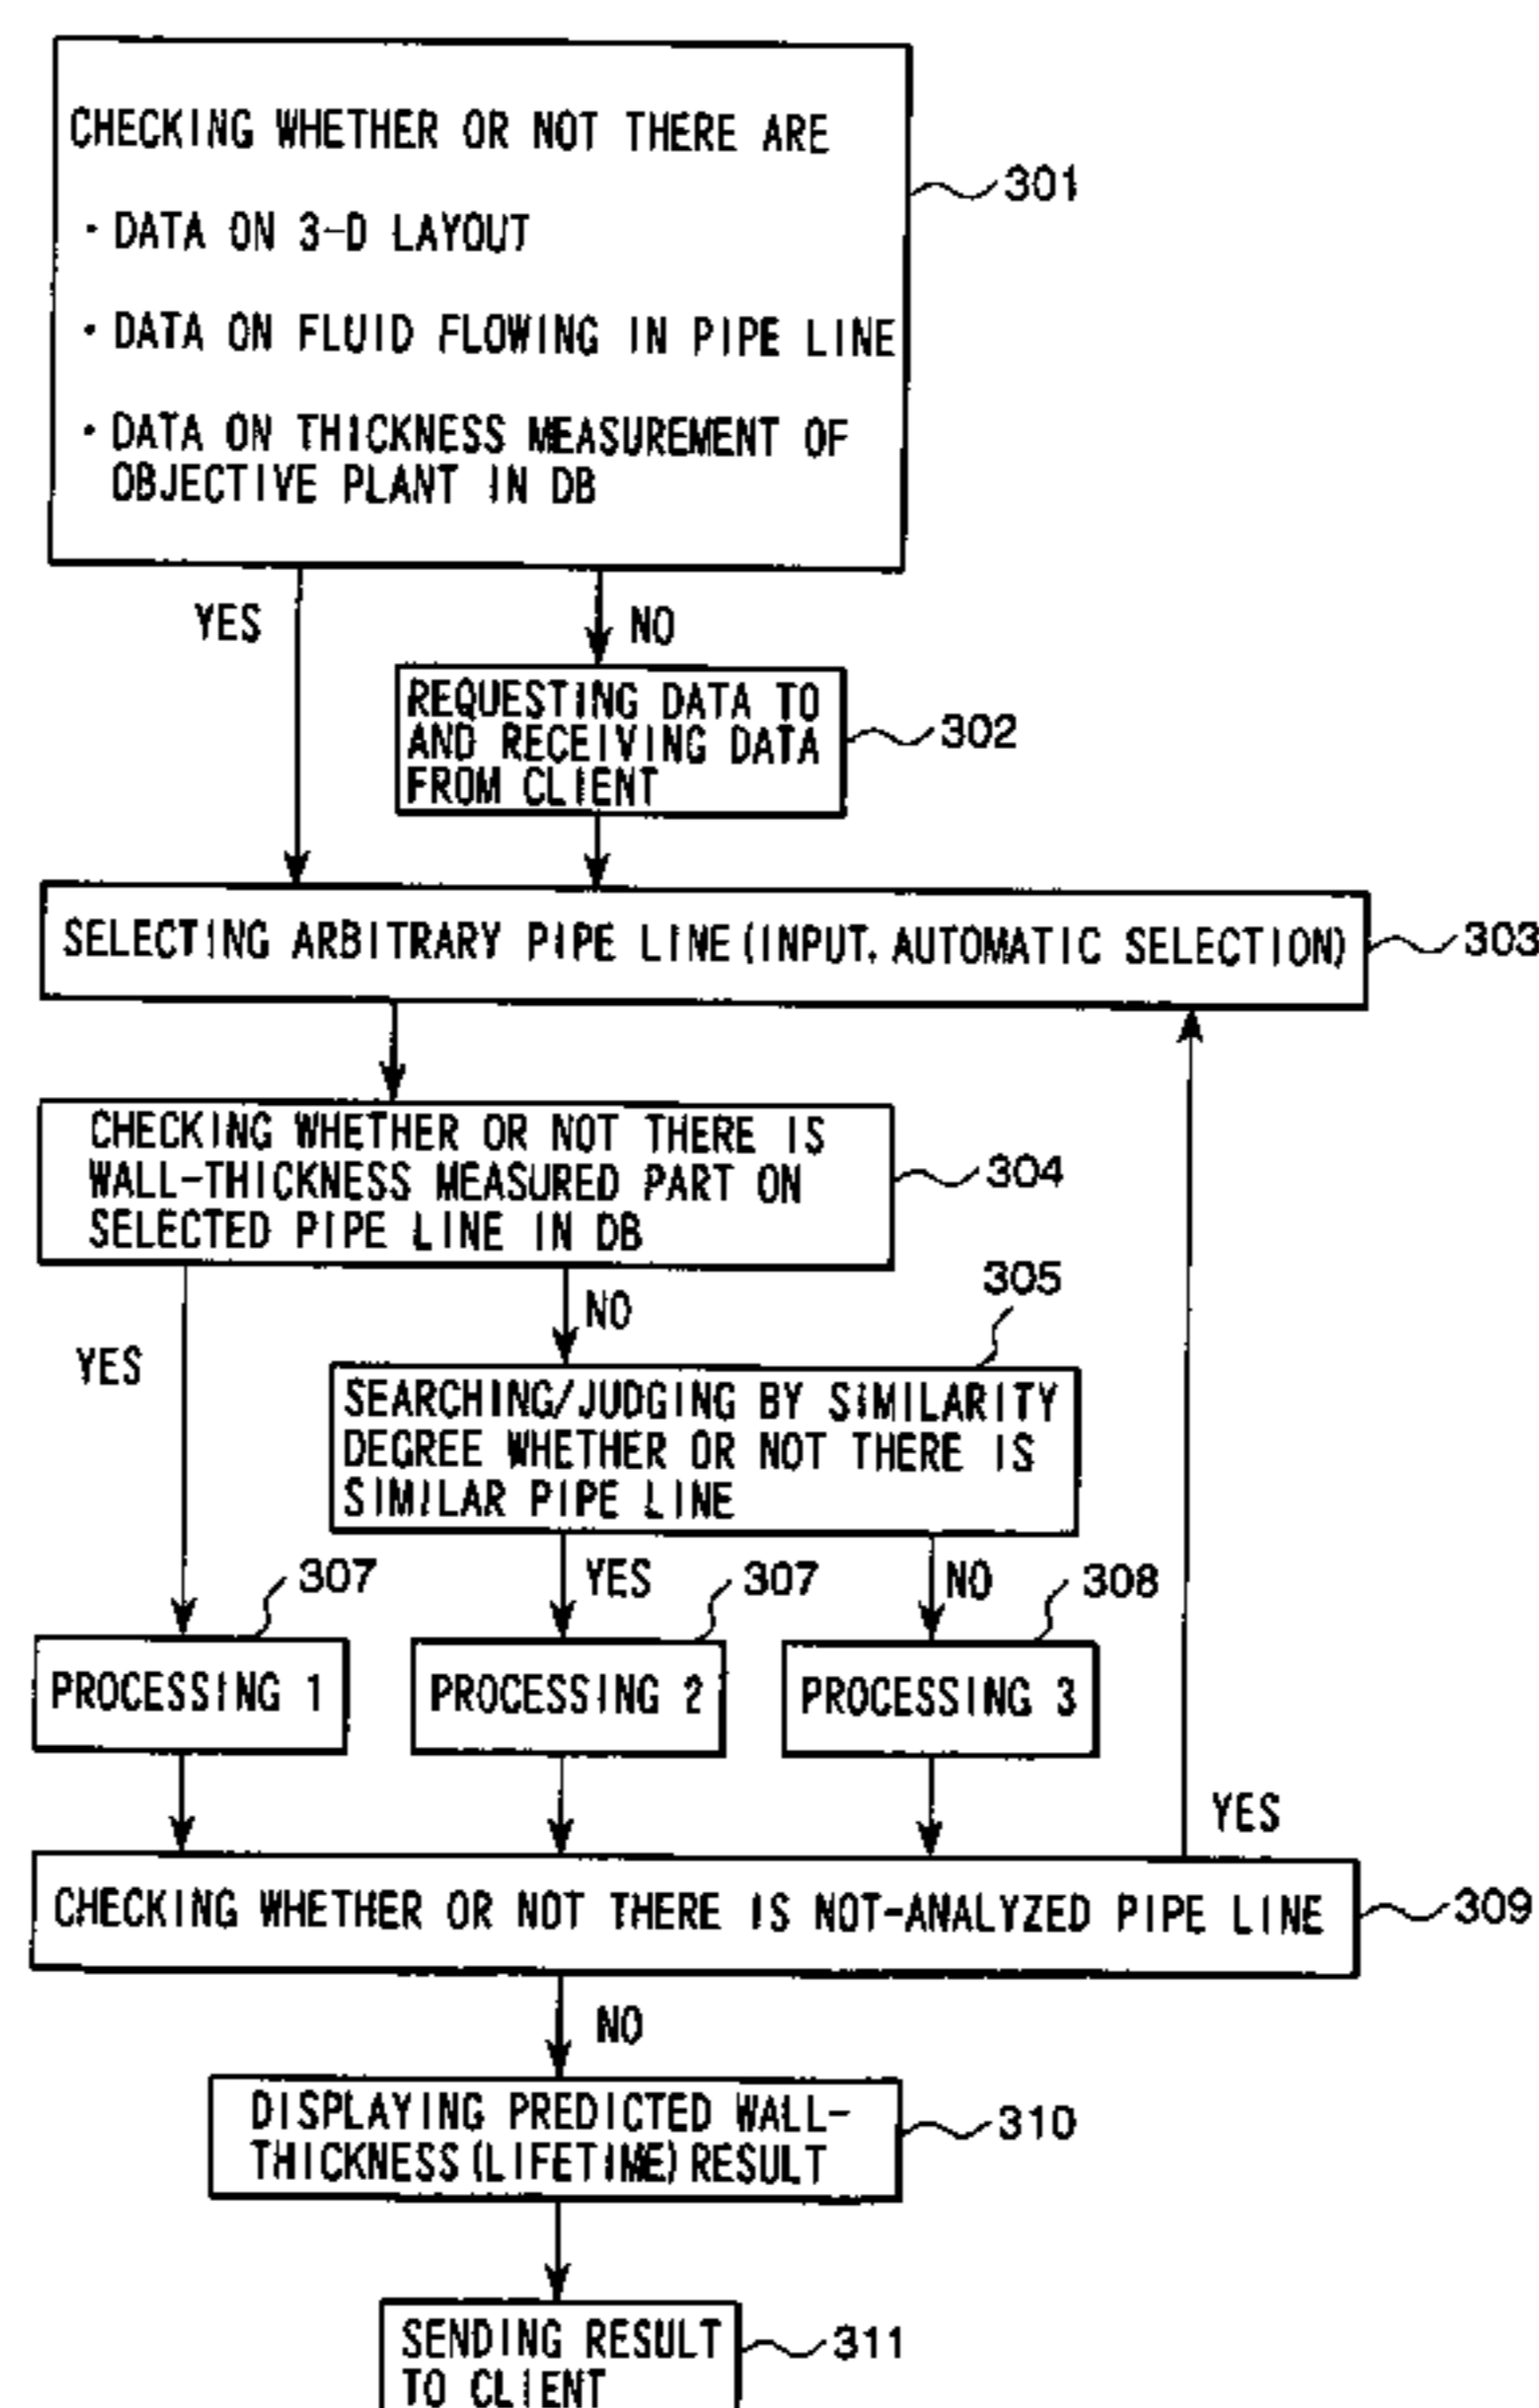 CHECKING WHETHER OR NOT THERE ARE
301
· DATA ON 3-D LAYOUT
· DATA ON FLUID FLOWING IN PIPE LINE
· DATA ON THICKNESS MEASUREMENT OF
OBJECTIVE PLANT IN DB
YES
NO
REQUESTING DATA TO
AND RECEIVING DATA
FROM CLIENT
302
SELECTING ARBITRARY PIPE LINE(INPUT. AUTOMATIC SELECTION)
303
CHECKING WHETHER OR NOT THERE IS
WALL-THICKNESS MEASURED PART ON
SELECTED PIPE LINE IN DB
304
YES
NO
305
SEARCHING/JUDGING BY SIMILARITY
DEGREE WHETHER OR NOT THERE IS
SIMILAR PIPE LINE
307
YES
307
NO
308
PROCESSING 1
PROCESSING 2
PROCESSING 3
YES
CHECKING WHETHER OR NOT THERE IS NOT-ANALYZED PIPE LINE
309
NO
DISPLAYING PREDICTED WALL-
THICKNESS(LIFETIME)RESULT
310
SENDING RESULT
TO CLIENT
311